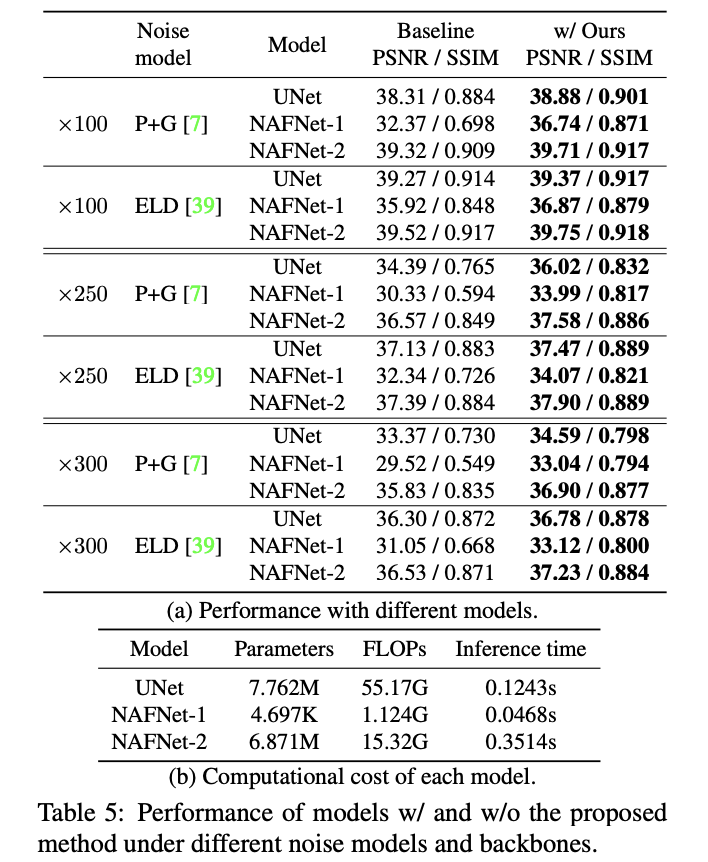 Noise model Model Baseline PSNR / SSIM w/ Ours PSNR / SSIM
×100 P+G [7] UNet 38.31 / 0.884 38.88 / 0.901
NAFNet-1 32.37 / 0.698 36.74 / 0.871
NAFNet-2 39.32 / 0.909 39.71 / 0.917
×100 ELD [39] UNet 39.27 / 0.914 39.37 / 0.917
NAFNet-1 35.92 / 0.848 36.87 / 0.879
NAFNet-2 39.52 / 0.917 39.75 / 0.918
×250 P+G [7] UNet 34.39 / 0.765 36.02 / 0.832
NAFNet-1 30.33 / 0.594 33.99 / 0.817
NAFNet-2 36.57 / 0.849 37.58 / 0.886
×250 ELD [39] UNet 37.13 / 0.883 37.47 / 0.889
NAFNet-1 32.34 / 0.726 34.07 / 0.821
NAFNet-2 37.39 / 0.884 37.90 / 0.889
×300 P+G [7] UNet 33.37 / 0.730 34.59 / 0.798
NAFNet-1 29.52 / 0.549 33.04 / 0.794
NAFNet-2 35.83 / 0.835 36.90 / 0.877
×300 ELD [39] UNet 36.30 / 0.872 36.78 / 0.878
NAFNet-1 31.05 / 0.668 33.12 / 0.800
NAFNet-2 36.53 / 0.871 37.23 / 0.884
(a) Performance with different models.
Model Parameters FLOPs Inference time
UNet 7.762M 55.17G 0.1243s
NAFNet-1 4.697K 1.124G 0.0468s
NAFNet-2 6.871M 15.32G 0.3514s
(b) Computational cost of each model.
Table 5: Performance of models w/ and w/o the proposed
method under different noise models and backbones.